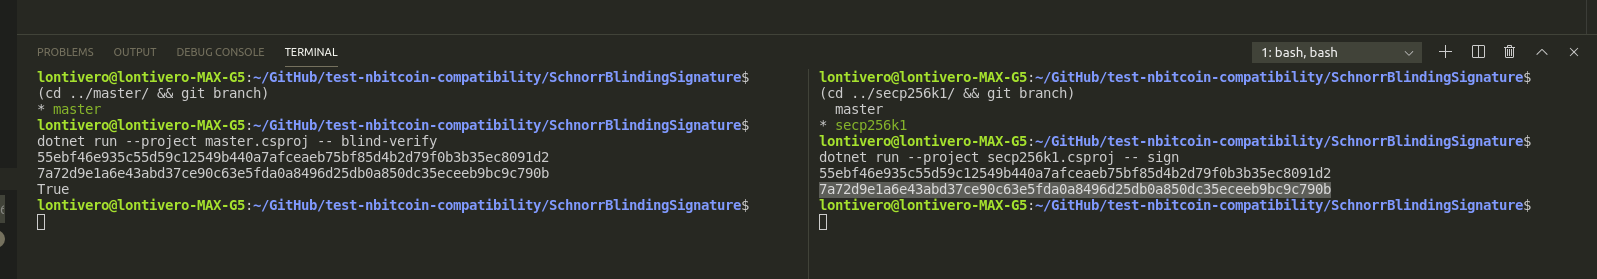 PROBLEMS OUTPUT DEBUG CONSOLE TERMINAL 1: bash, bash
lontivero@lontivero-MAX-G5:~/GitHub/test-nbitcoin-compatibility/SchnorrBlindingSignature$
(cd ../master/ && git branch)
* master
lontivero@lontivero-MAX-G5:~/GitHub/test-nbitcoin-compatibility/SchnorrBlindingSignature$
dotnet run --project master.csproj -- blind-verify
55ebf46e935c55d59c12549b440a7afceaeb75bf85d4b2d79f0b3b35ec8091d2
7a72d9e1a6e43abd37ce90c63e5fda0a8496d25db0a850dc35eceeb9bc9c790b
True
lontivero@lontivero-MAX-G5:~/GitHub/test-nbitcoin-compatibility/SchnorrBlindingSignature$
lontivero@lontivero-MAX-G5:~/GitHub/test-nbitcoin-compatibility/SchnorrBlindingSignature$
(cd ../secp256k1/ && git branch)
master
* secp256k1
lontivero@lontivero-MAX-G5:~/GitHub/test-nbitcoin-compatibility/SchnorrBlindingSignature$
dotnet run --project secp256k1.csproj -- sign
55ebf46e935c55d59c12549b440a7afceaeb75bf85d4b2d79f0b3b35ec8091d2
7a72d9e1a6e43abd37ce90c63e5fda0a8496d25db0a850dc35eceeb9bc9c790b
lontivero@lontivero-MAX-G5:~/GitHub/test-nbitcoin-compatibility/SchnorrBlindingSignature$